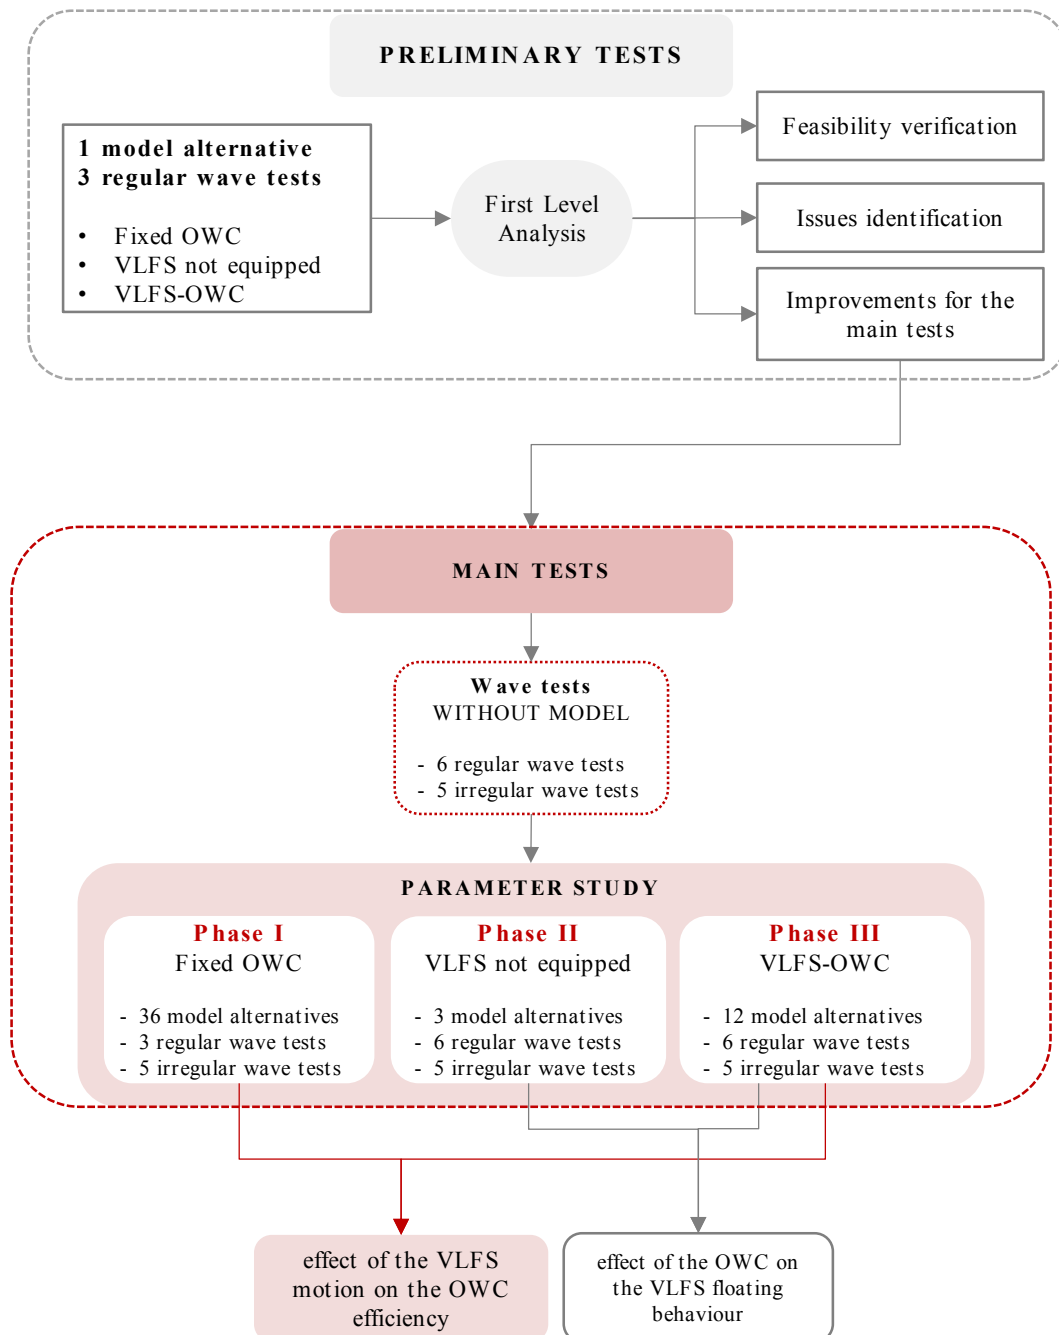 PRELIMINARY TESTS
1 model alternative
3 regular wave tests
• Fixed OWC
• VLFS not equipped
• VLFS-OWC
First Level
Analysis
Feasibility verification
Issues identification
Improvements for the
main tests
MAIN TESTS
Wave tests
WITHOUT MODEL
- 6 regular wave tests
- 5 irregular wave tests
PARAMETER STUDY
Phase I
Fixed OWC
- 36 model alternatives
- 3 regular wave tests
- 5 irregular wave tests
Phase II
VLFS not equipped
- 3 model alternatives
- 6 regular wave tests
- 5 irregular wave tests
Phase III
VLFS-OWC
- 12 model alternatives
- 6 regular wave tests
- 5 irregular wave tests
effect of the VLFS
motion on the OWC
efficiency
effect of the OWC on
the VLFS floating
behaviour